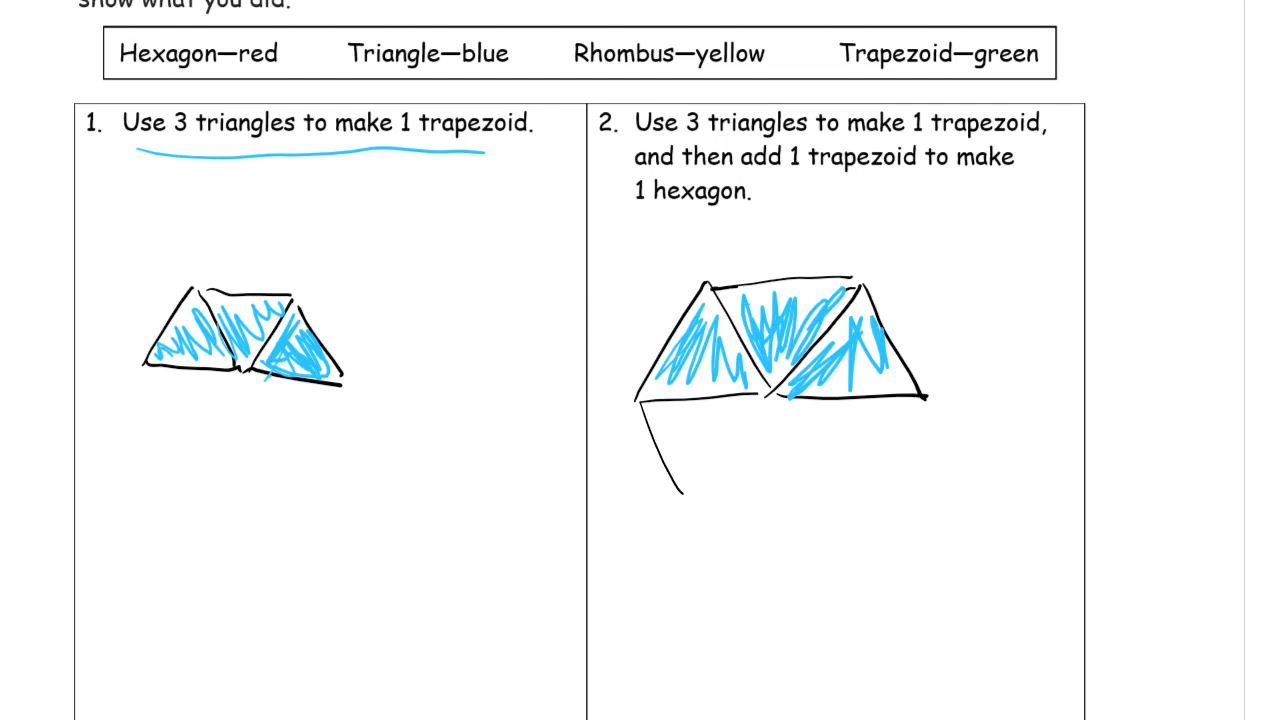 show what you did.
Hexagon—red Triangle—blue Rhombus—yellow Trapezoid—green
1. Use 3 triangles to make 1 trapezoid.
2. Use 3 triangles to make 1 trapezoid,
and then add 1 trapezoid to make
1 hexagon.